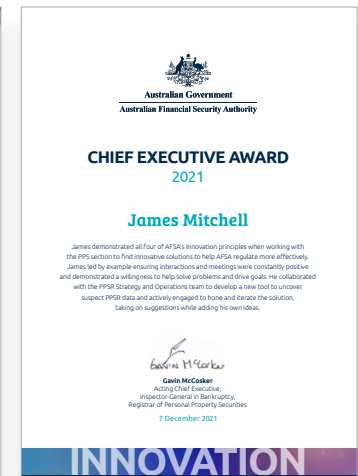 Australian Government
Australian Financial Security Authority
CHIEF EXECUTIVE AWARD
2021
James Mitchell
James demonstrated all four of AFSA's innovation principles when working with
the PPS section to find innovative solutions to help AFSA regulate more effectively.
James led by example ensuring interactions and meetings were constantly positive
and demonstrated a willingness to help solve problems and drive goals. He collaborated
with the PPSR Strategy and Operations team to develop a new tool to uncover
suspect PPSR data and actively engaged to hone and iterate the solution,
taking on suggestions while adding his own ideas.
Gavin McCosker
Gavin McCosker
Acting Chief Executive,
Inspector-General in Bankruptcy,
Registrar of Personal Property Securities
7 December 2021
INNOVATION